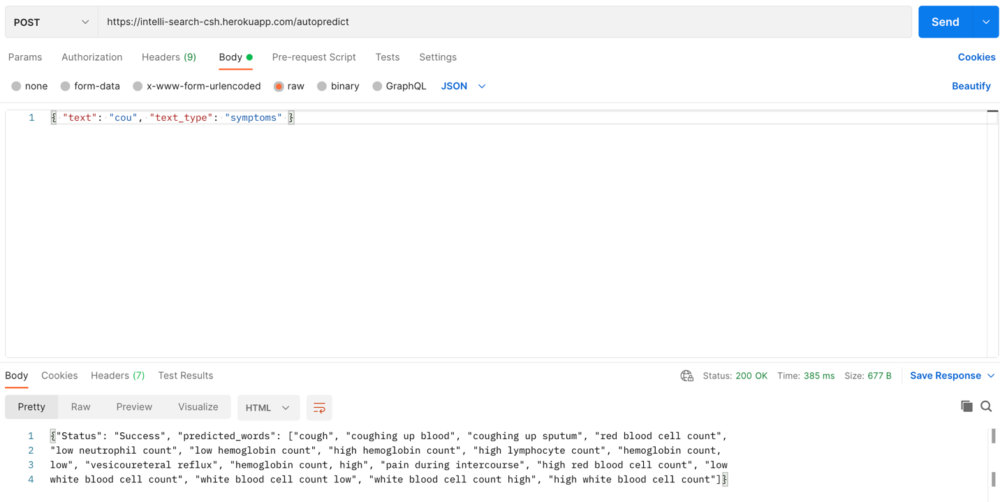 POST https://intelli-search-csh.herokuapp.com/autopredict Send
Params Authorization Headers (9) Body Pre-request Script Tests Settings Cookies
none form-data x-www-form-urlencoded raw binary GraphQL JSON Beautify
1 { "text": "cou", "text_type": "symptoms" }
Body Cookies Headers (7) Test Results Status: 200 OK Time: 385 ms Size: 677 B Save Response
Pretty Raw Preview Visualize HTML
1 {"Status": "Success", "predicted_words": ["cough", "coughing up blood", "coughing up sputum", "red blood cell count",
2 "low neutrophil count", "low hemoglobin count", "high hemoglobin count", "high lymphocyte count", "hemoglobin count,
3 low", "vesicoureteral reflux", "hemoglobin count, high", "pain during intercourse", "high red blood cell count", "low
4 white blood cell count", "white blood cell count low", "white blood cell count high", "high white blood cell count"]}